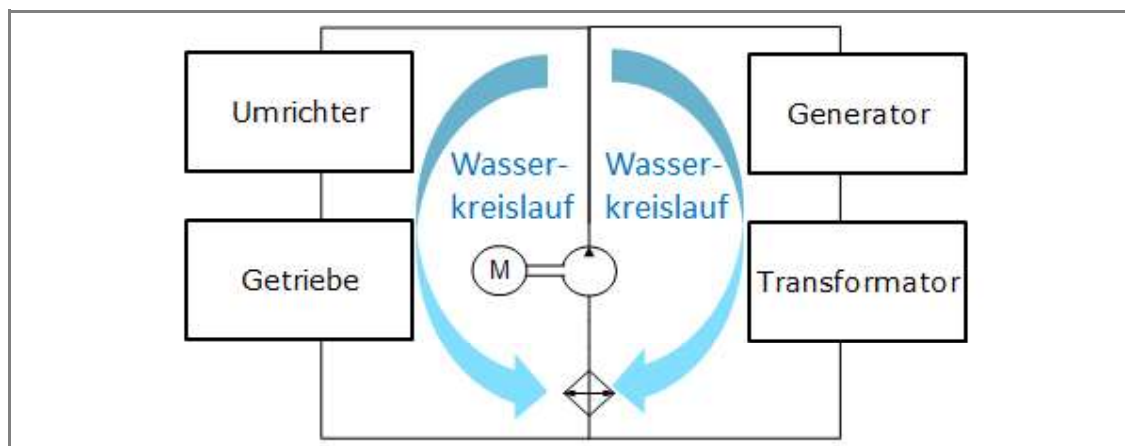 Umrichter
Generator
Wasser-
kreislauf
Wasser-
kreislauf
Getriebe
M
Transformator